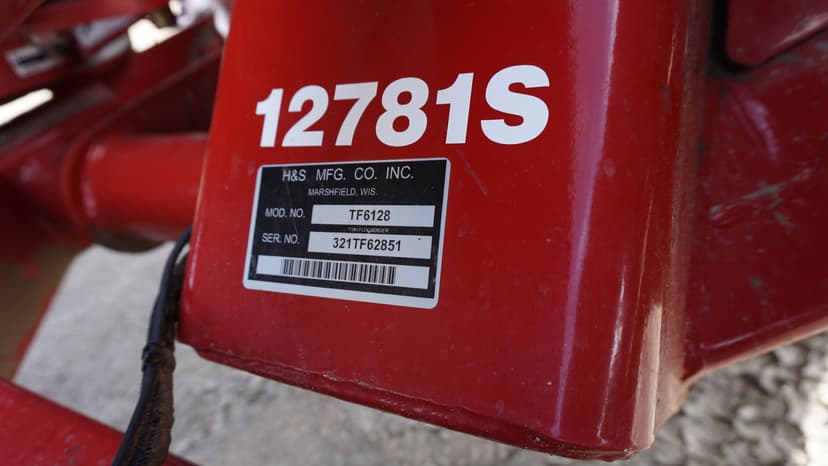 12781S
H&S MFG. CO. INC.
MARSHFIELD, WIS.
MOD. NO. TF6128
SER. NO. 321TF62851